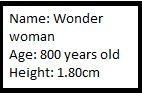 Name: Wonder
woman
Age: 800 years old
Height: 1.80cm